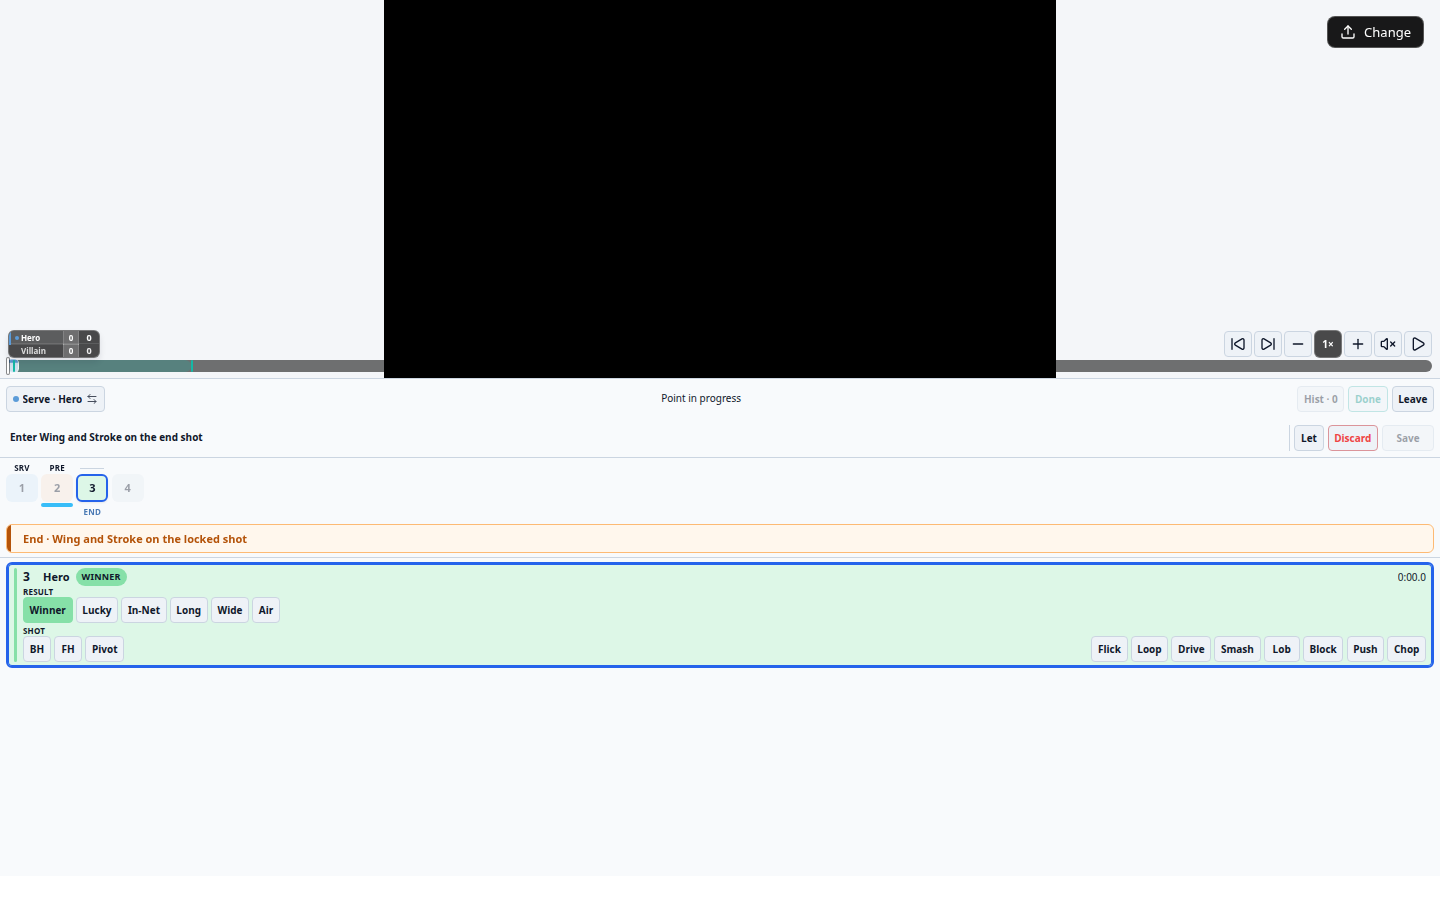 Change
Hero 0 0
Villain 0 0
1×
Serve · Hero
Point in progress
Hist · 0 Done Leave
Enter Wing and Stroke on the end shot
Let Discard Save
SRV PRE
1 2 3 4
END
End · Wing and Stroke on the locked shot
3 Hero WINNER 0:00.0
RESULT
Winner Lucky In-Net Long Wide Air
SHOT
BH FH Pivot Flick Loop Drive Smash Lob Block Push Chop